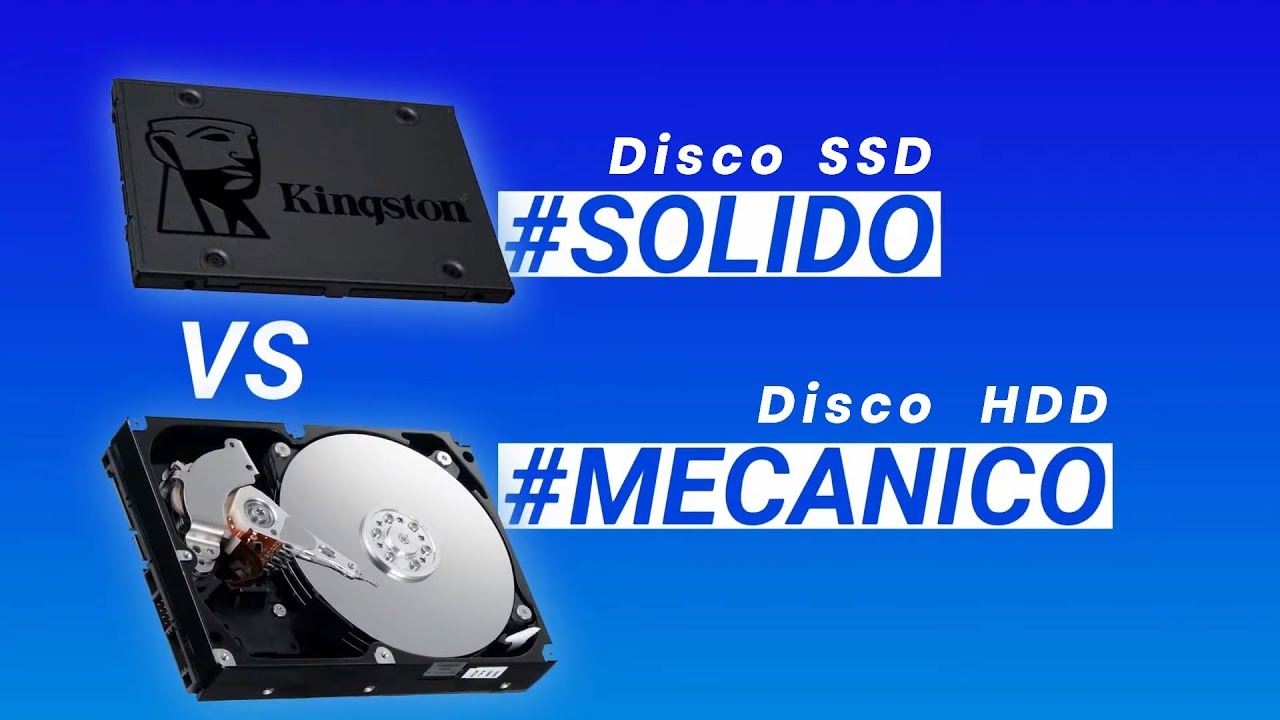 Kingston
Disco SSD
#SOLIDO
VS
Disco HDD
#MECANICO